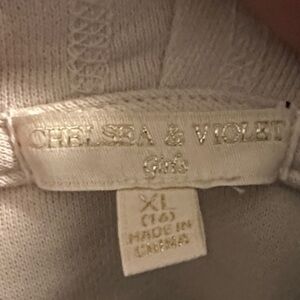 CHELSEA & VIOLET
Girls
XL
(16)
MADE IN
CHINA